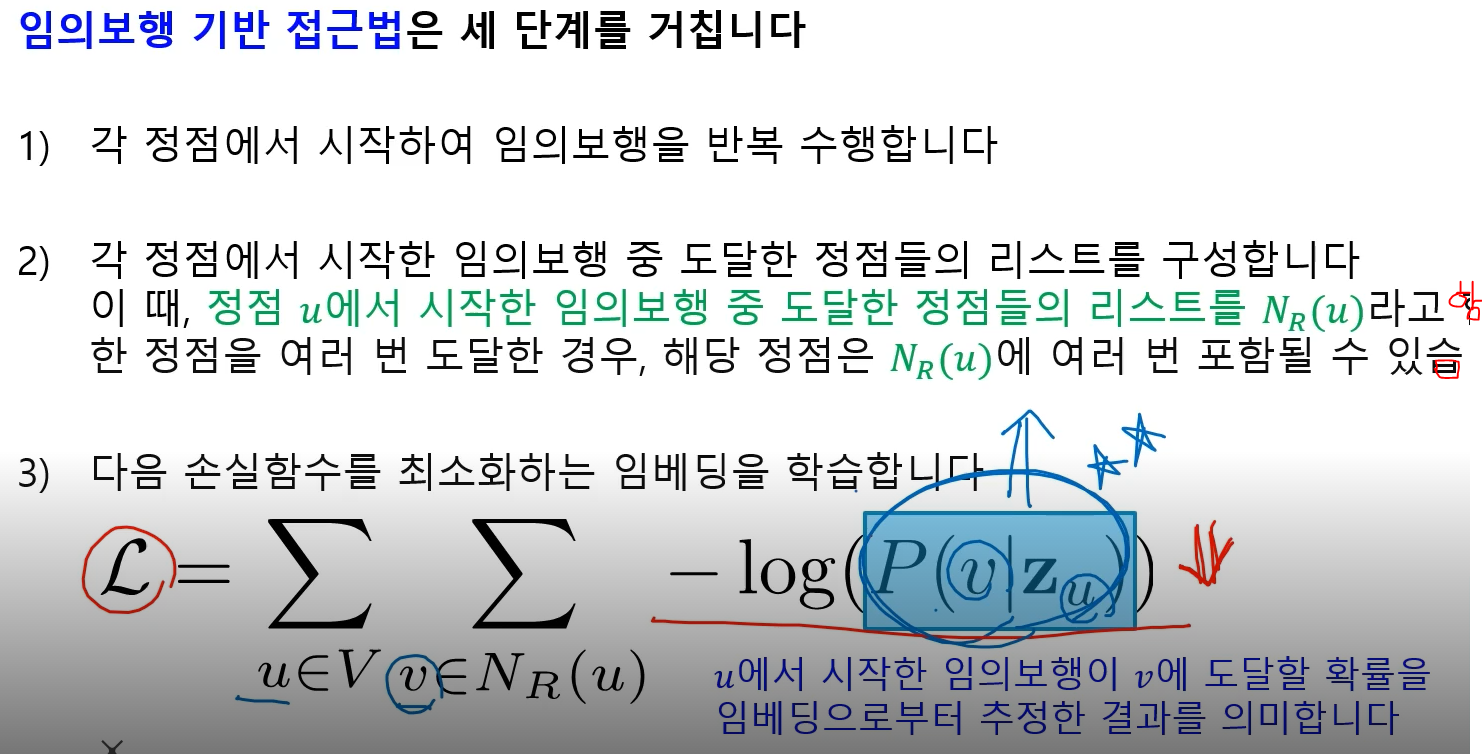 임의보행 기반 접근법은 세 단계를 거칩니다
1) 각 정점에서 시작하여 임의보행을 반복 수행합니다
2) 각 정점에서 시작한 임의보행 중 도달한 정점들의 리스트를 구성합니다
이 때, 정점 u에서 시작한 임의보행 중 도달한 정점들의 리스트를 N_R(u)라고
한 정점을 여러 번 도달한 경우, 해당 정점은 N_R(u)에 여러 번 포함될 수 있습
3) 다음 손실함수를 최소화하는 임베딩을 학습합니다
ℒ = ∑_{u∈V} ∑_{v∈N_R(u)} − log(P(v|𝐳_u))
u에서 시작한 임의보행이 v에 도달할 확률을
임베딩으로부터 추정한 결과를 의미합니다